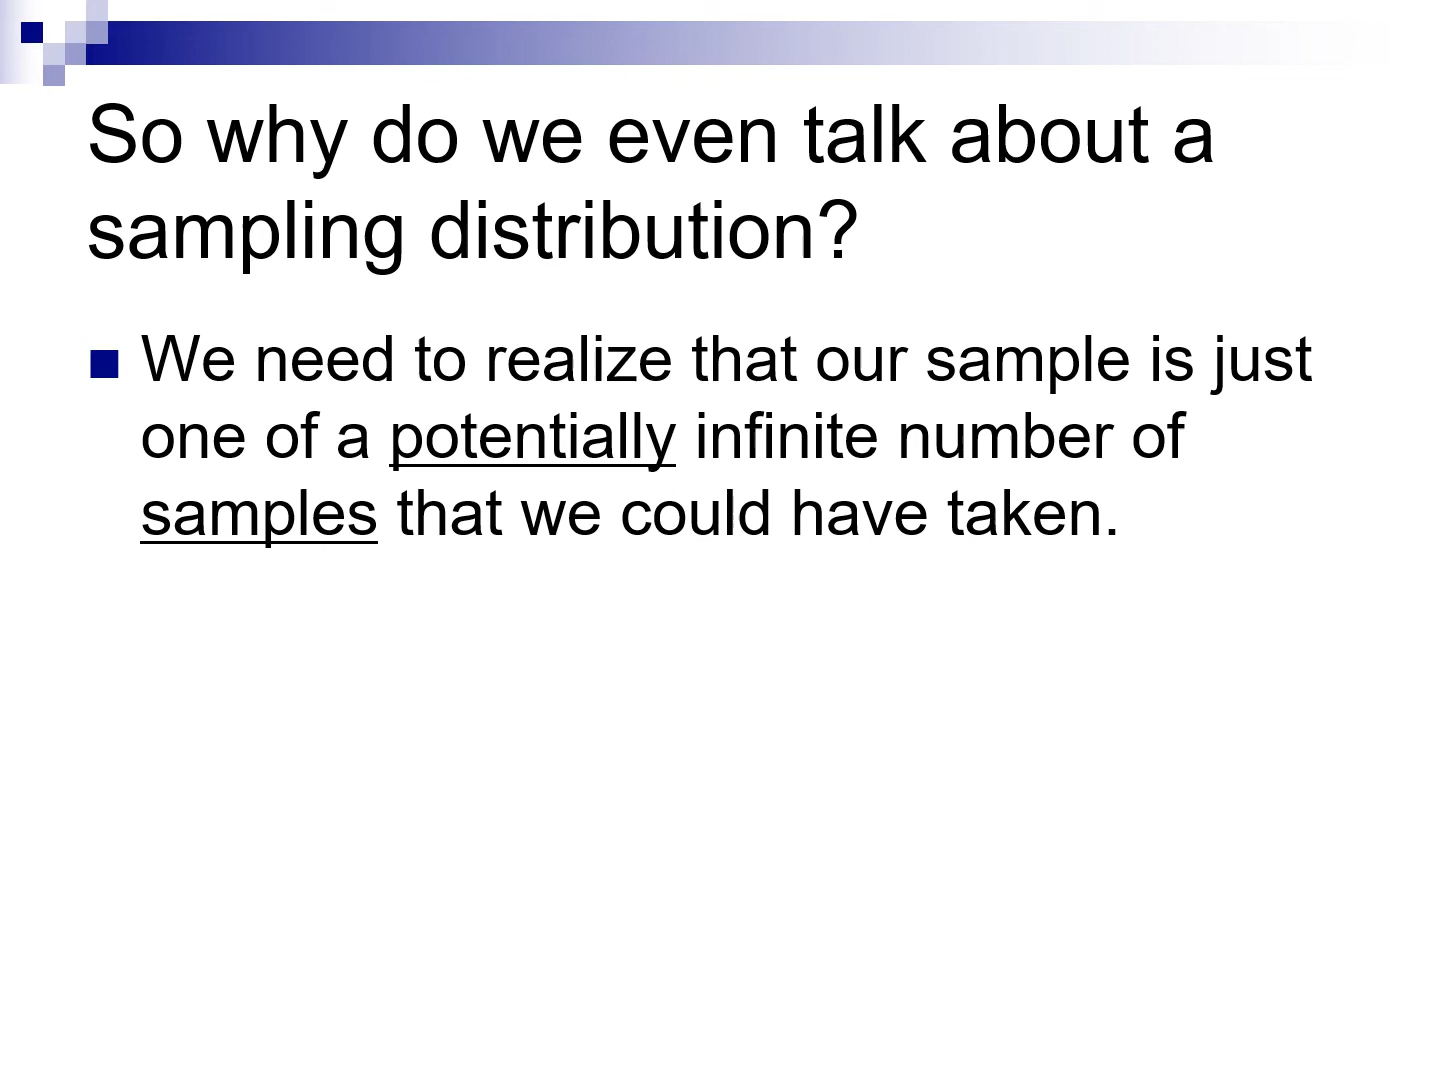 So why do we even talk about a
sampling distribution?
We need to realize that our sample is just
one of a potentially infinite number of
samples that we could have taken.